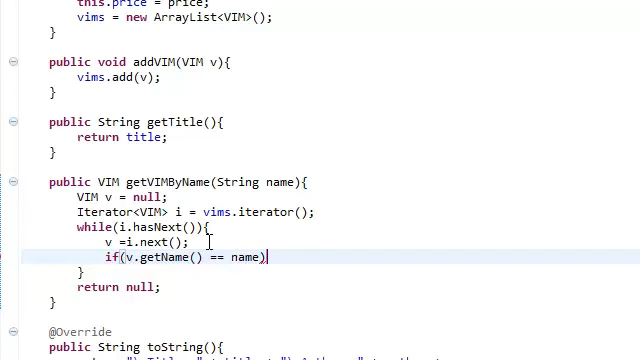 this.price = price;
vims = new ArrayList<VIM>();
}
public void addVIM(VIM v){
vims.add(v);
}
public String getTitle(){
return title;
}
public VIM getVIMByName(String name){
VIM v = null;
Iterator<VIM> i = vims.iterator();
while(i.hasNext()){
v =i.next();
if(v.getName() == name)
}
return null;
}
@Override
public String toString(){